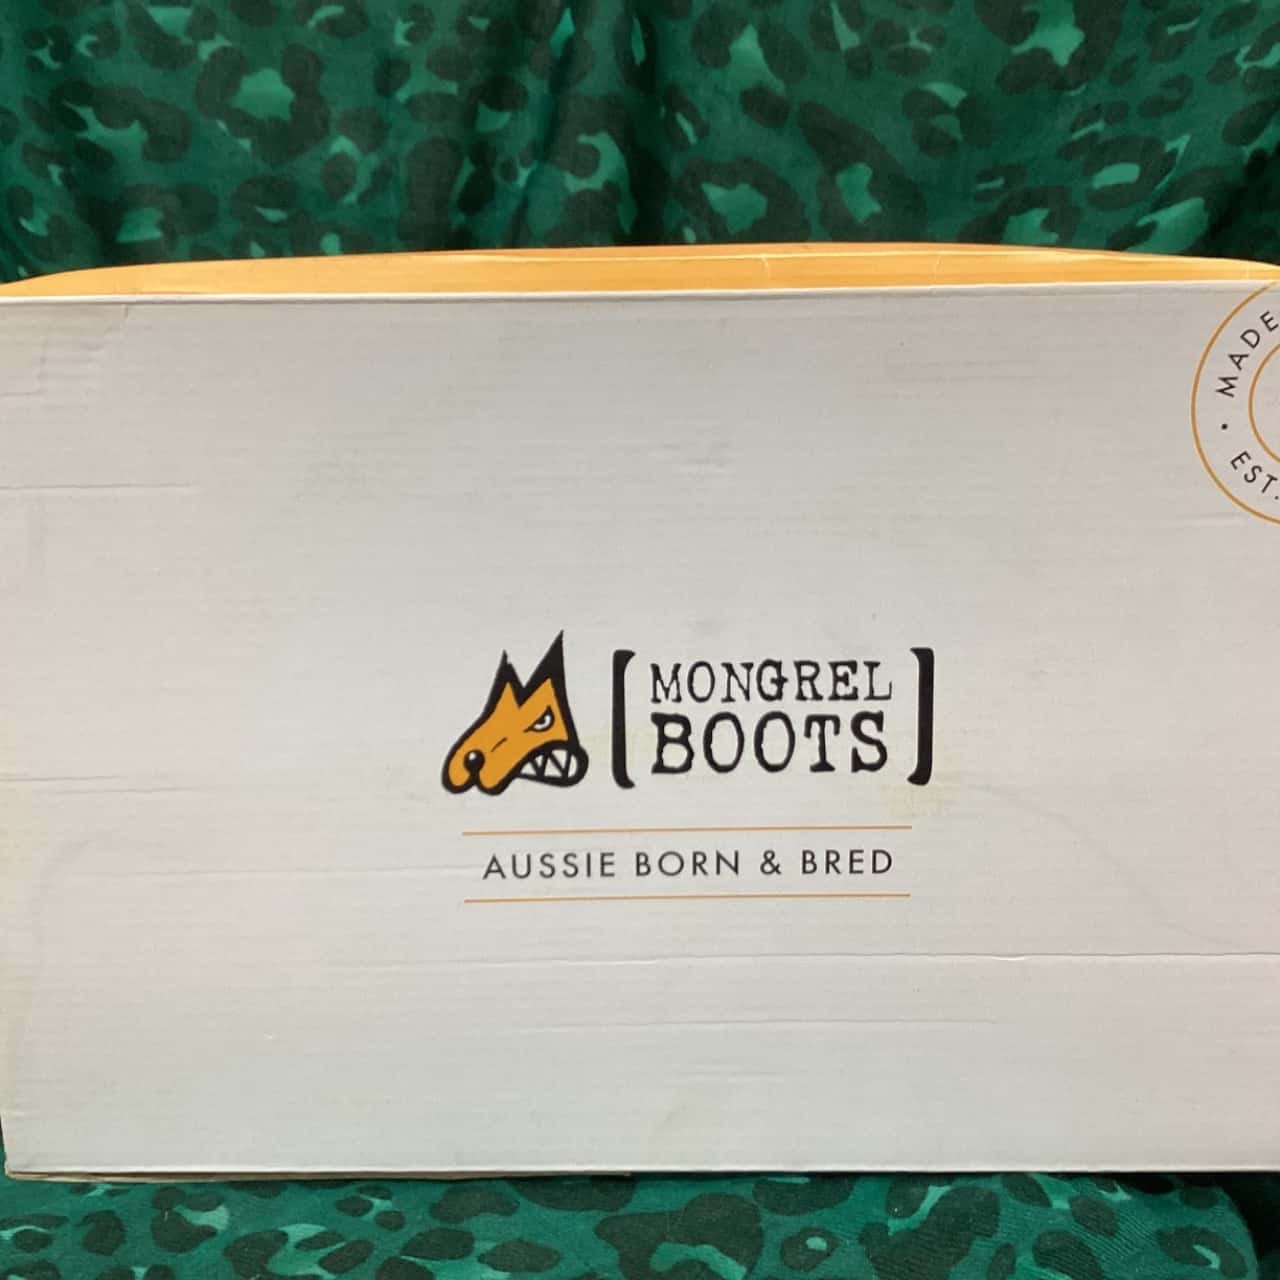 MADE
EST.
[MONGREL
BOOTS]
AUSSIE BORN & BRED